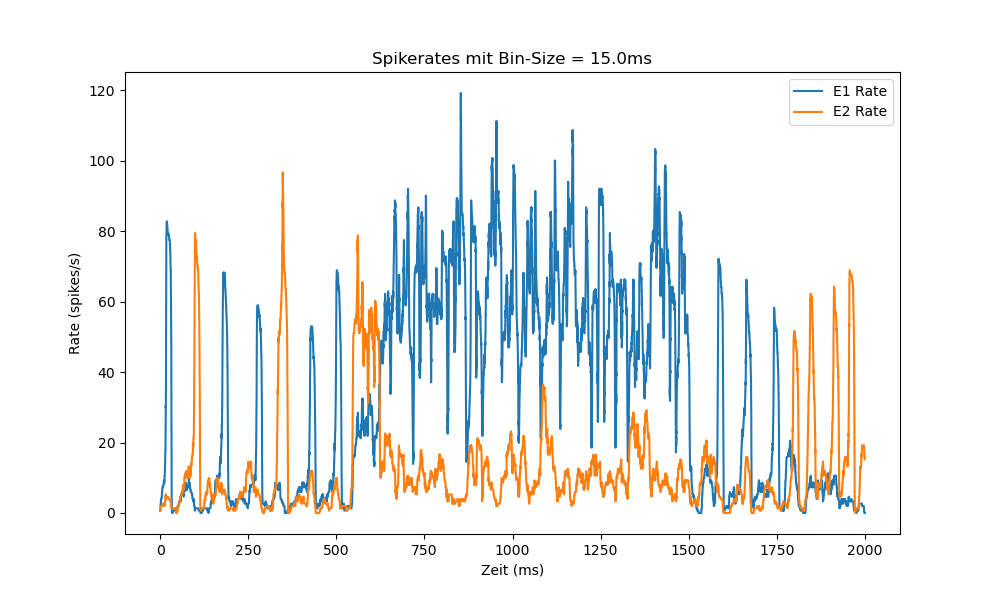 Spikerates mit Bin-Size = 15.0ms
E1 Rate
E2 Rate
Rate (spikes/s)
120
100
80
60
40
20
0
0 250 500 750 1000 1250 1500 1750 2000
Zeit (ms)